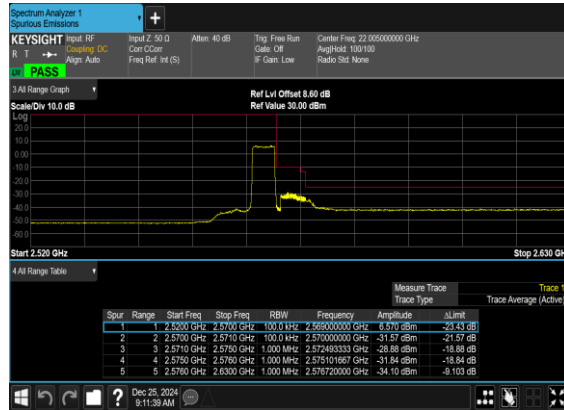 Spectrum Analyzer 1
Spurious Emissions
+
KEYSIGHT Input: RF Input Z: 50 Ω Atten: 40 dB Trig: Free Run Center Freq: 22.005000000 GHz
R T Coupling: DC Corr CCorr Gate: Off Avg|Hold: 100/100
Align: Auto Freq Ref: Int (S) IF Gain: Low Radio Std: None
PASS
3 All Range Graph
Ref Lvl Offset 8.60 dB
Scale/Div 10.0 dB Ref Value 30.00 dBm
Log
20.0
10.0
0.00
-10.0
-20.0
-30.0
-40.0
-50.0
-60.0
Start 2.520 GHz Stop 2.630 GH
4 All Range Table
Measure Trace Trace 1
Trace Type Trace Average (Active)
Spur Range Start Freq Stop Freq RBW Frequency Amplitude ΔLimit
1 1 2.5200 GHz 2.5700 GHz 100.0 kHz 2.569000000 GHz 6.570 dBm -23.43 dB
2 2 2.5700 GHz 2.5710 GHz 100.0 kHz 2.570000000 GHz -31.57 dBm -21.57 dB
3 3 2.5710 GHz 2.5750 GHz 1.000 MHz 2.572493333 GHz -28.88 dBm -18.88 dB
4 4 2.5750 GHz 2.5760 GHz 1.000 MHz 2.575101667 GHz -31.84 dBm -18.84 dB
5 5 2.5760 GHz 2.6300 GHz 1.000 MHz 2.576720000 GHz -34.10 dBm -9.103 dB
? Dec 25, 2024
9:11:39 AM